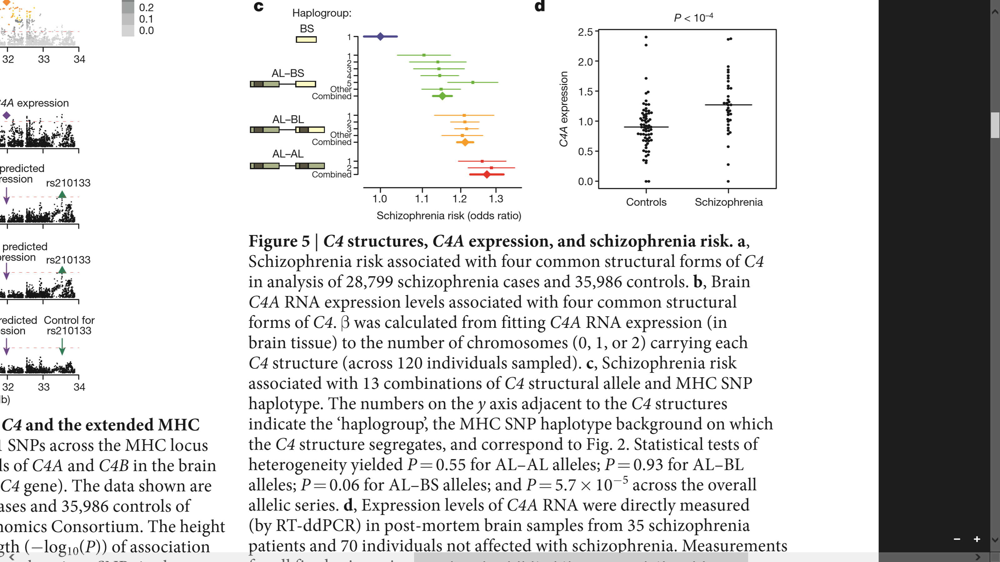 0.2
0.1
0.0
32 33 34
4A expression
predicted
ression
rs210133
predicted
pression
rs210133
redicted
ssion
Control for
rs210133
32 33 34
lb)
C4 and the extended MHC
1 SNPs across the MHC locus
ls of C4A and C4B in the brain
C4 gene). The data shown are
ases and 35,986 controls of
nomics Consortium. The height
gth (−log10(P)) of association
c
Haplogroup:
BS
1
AL–BS
1
2
3
4
5
Other
Combined
AL–BL
1
2
3
Other
Combined
AL–AL
1
2
Combined
1.0 1.1 1.2 1.3
Schizophrenia risk (odds ratio)
d
P < 10–4
C4A expression
2.5
2.0
1.5
1.0
0.5
0.0
Controls Schizophrenia
Figure 5 | C4 structures, C4A expression, and schizophrenia risk. a,
Schizophrenia risk associated with four common structural forms of C4
in analysis of 28,799 schizophrenia cases and 35,986 controls. b, Brain
C4A RNA expression levels associated with four common structural
forms of C4. β was calculated from fitting C4A RNA expression (in
brain tissue) to the number of chromosomes (0, 1, or 2) carrying each
C4 structure (across 120 individuals sampled). c, Schizophrenia risk
associated with 13 combinations of C4 structural allele and MHC SNP
haplotype. The numbers on the y axis adjacent to the C4 structures
indicate the ‘haplogroup’, the MHC SNP haplotype background on which
the C4 structure segregates, and correspond to Fig. 2. Statistical tests of
heterogeneity yielded P = 0.55 for AL–AL alleles; P = 0.93 for AL–BL
alleles; P = 0.06 for AL–BS alleles; and P = 5.7 × 10−5 across the overall
allelic series. d, Expression levels of C4A RNA were directly measured
(by RT-ddPCR) in post-mortem brain samples from 35 schizophrenia
patients and 70 individuals not affected with schizophrenia. Measurements